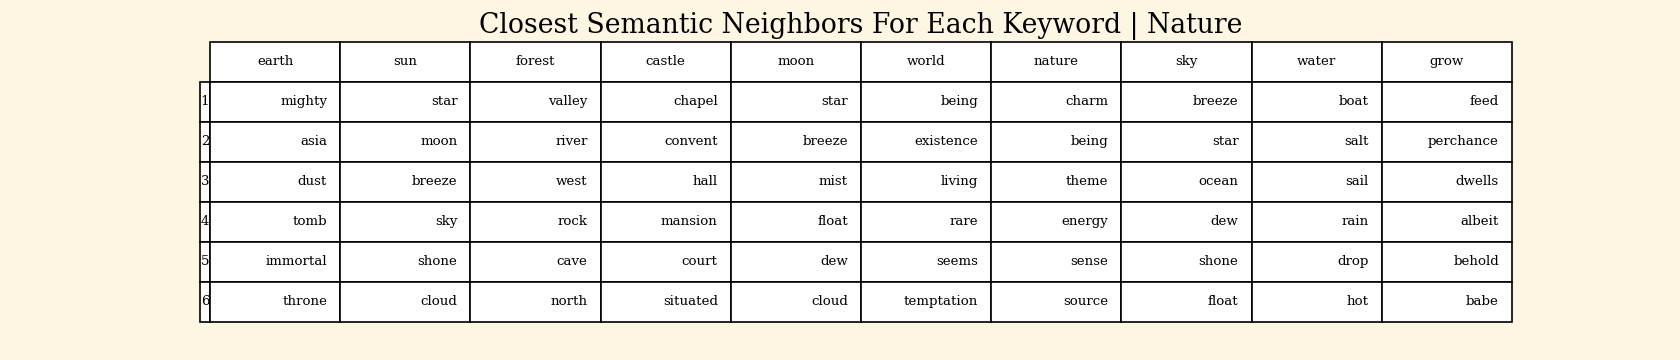 Closest Semantic Neighbors For Each Keyword | Nature
earth sun forest castle moon world nature sky water grow
1 mighty star valley chapel star being charm breeze boat feed
2 asia moon river convent breeze existence being star salt perchance
3 dust breeze west hall mist living theme ocean sail dwells
4 tomb sky rock mansion float rare energy dew rain albeit
5 immortal shone cave court dew seems sense shone drop behold
6 throne cloud north situated cloud temptation source float hot babe